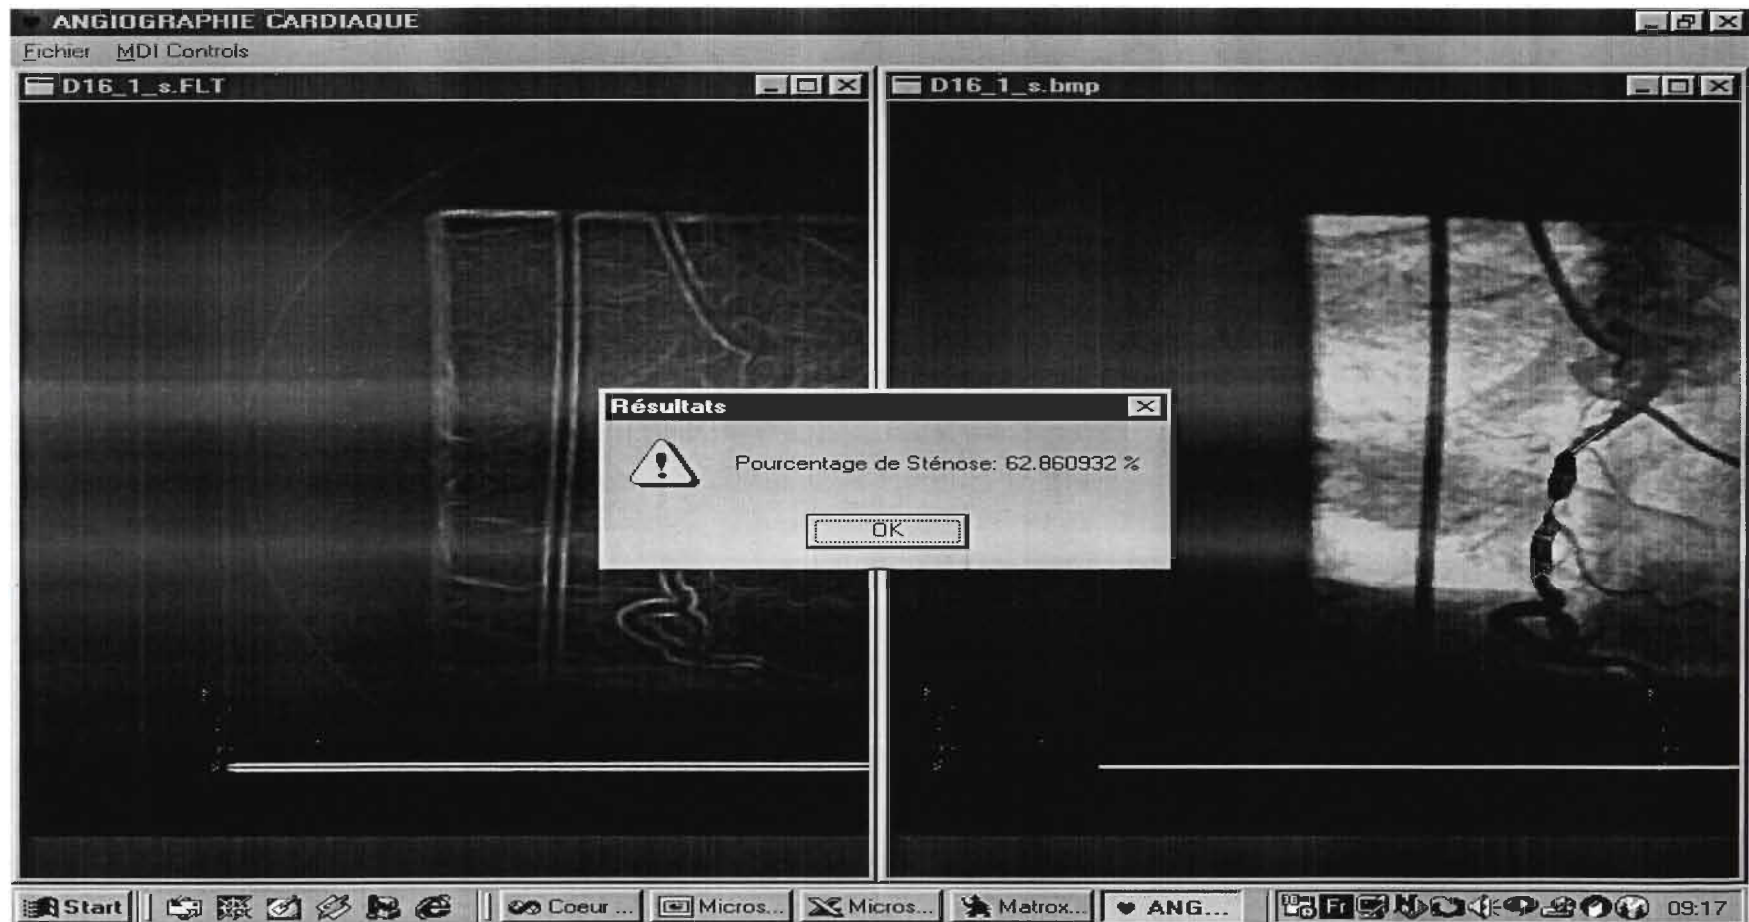 ANGIOGRAPHIE CARDIAQUE
Fichier MDI Controls
D16_1_s.FLT
D16_1_s.bmp
Résultats
Pourcentage de Sténose: 62.860932 %
OK
Start
Coeur ...
Micros...
Micros...
Matrox...
ANG...
Fr
09:17